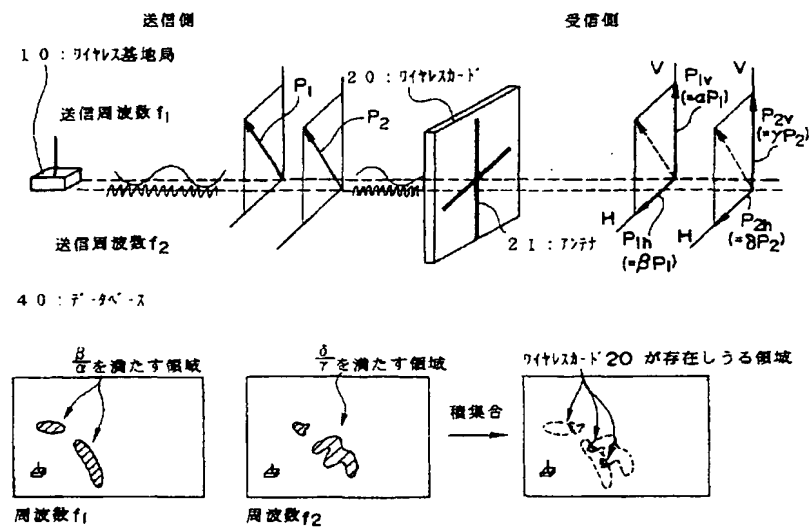 送信側
受信側
10:ワイヤレス基地局
20:ワイヤレスカード
送信周波数f1
P1
P2
V
P1v
(=αP1)
V
P2v
(=γP2)
H
P1h
(=βP1)
H
P2h
(=δP2)
送信周波数f2
21:アンテナ
40:データベース
β/αを満たす領域
δ/γを満たす領域
ワイヤレスカード20が存在しうる領域
積集合
周波数f1
周波数f2